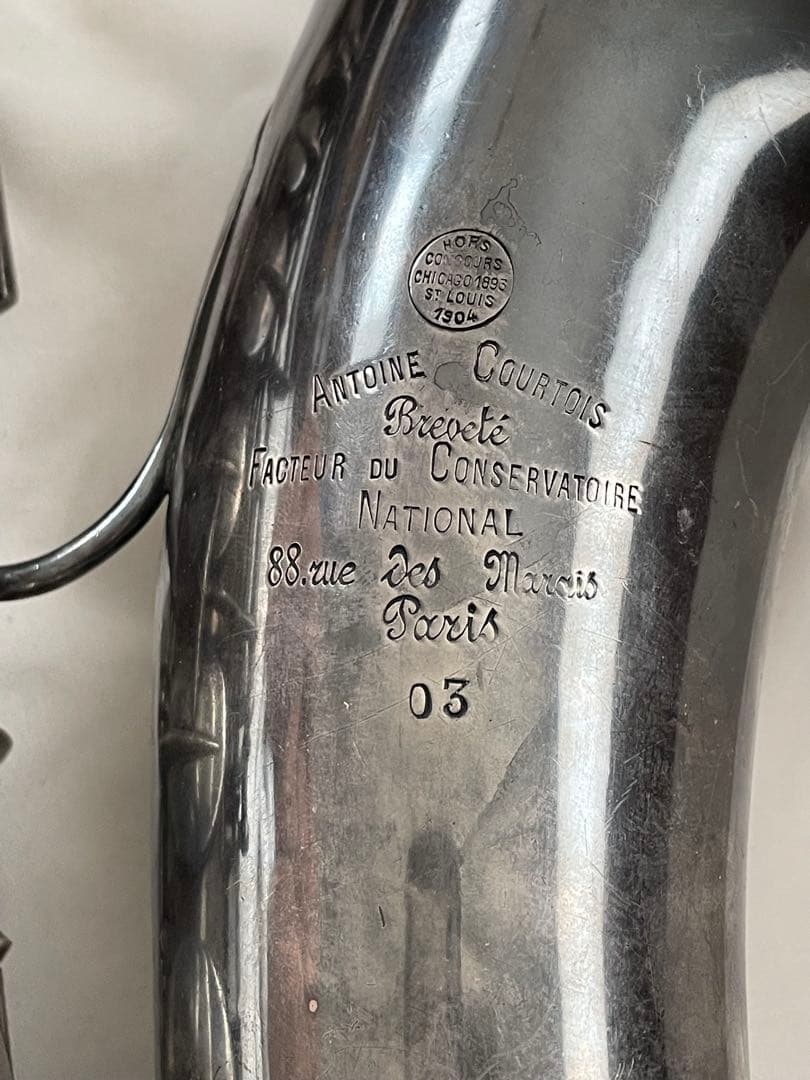 HORS
CONCOURS
CHICAGO 1893
ST LOUIS
1904
ANTOINE COURTOIS
Breveté
FACTEUR DU CONSERVATOIRE
NATIONAL
88. rue des Marais
Paris
03